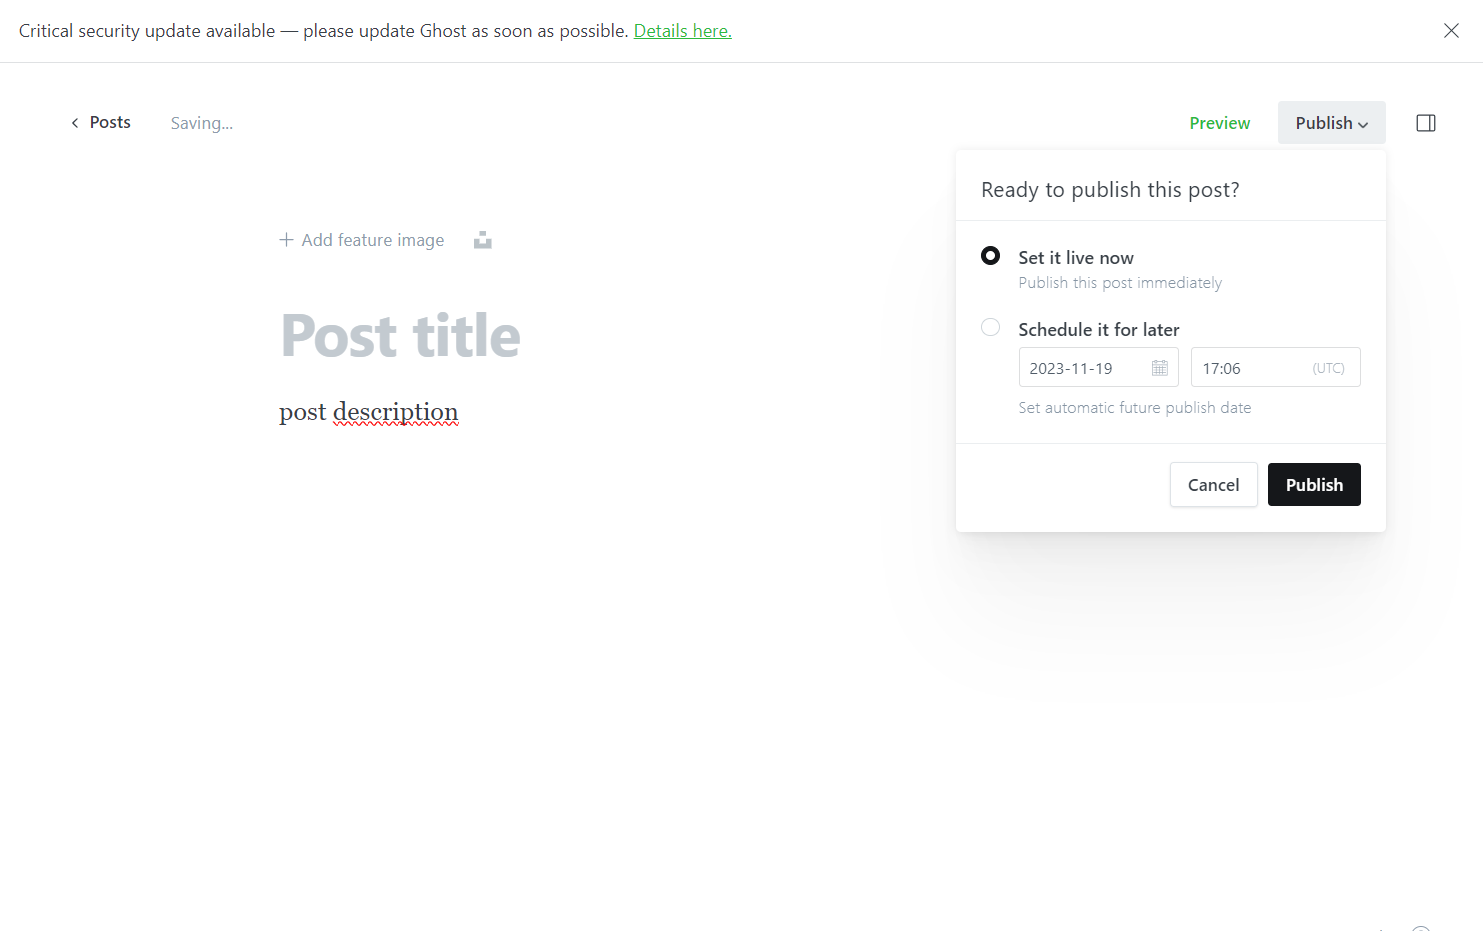 Critical security update available — please update Ghost as soon as possible. Details here.
Posts
Saving...
Preview
Publish
Ready to publish this post?
Add feature image
Set it live now
Publish this post immediately
Post title
Schedule it for later
2023-11-19
17:06
(UTC)
Set automatic future publish date
post description
Cancel
Publish